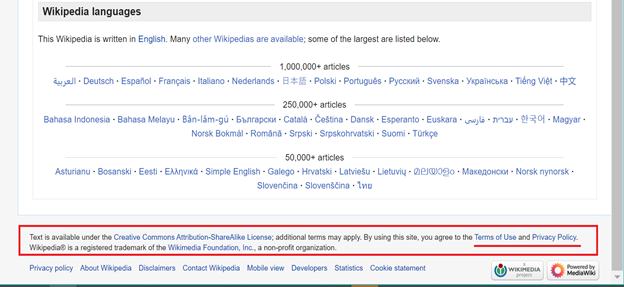 Wikipedia languages
This Wikipedia is written in English. Many other Wikipedias are available; some of the largest are listed below.
1,000,000+ articles
العربية · Deutsch · Español · Français · Italiano · Nederlands · 日本語 · Polski · Português · Русский · Svenska · Українська · Tiếng Việt · 中文
250,000+ articles
Bahasa Indonesia · Bahasa Melayu · Bân-lâm-gú · Български · Català · Čeština · Dansk · Esperanto · Euskara · فارسی · עברית · 한국어 · Magyar ·
Norsk Bokmål · Română · Srpski · Srpskohrvatski · Suomi · Türkçe
50,000+ articles
Asturianu · Bosanski · Eesti · Ελληνικά · Simple English · Galego · Hrvatski · Latviešu · Lietuvių · മലയാളം · Македонски · Norsk nynorsk ·
Slovenčina · Slovenščina · ไทย
Text is available under the Creative Commons Attribution-ShareAlike License; additional terms may apply. By using this site, you agree to the Terms of Use and Privacy Policy.
Wikipedia® is a registered trademark of the Wikimedia Foundation, Inc., a non-profit organization.
Privacy policy About Wikipedia Disclaimers Contact Wikipedia Mobile view Developers Statistics Cookie statement
A
WIKIMEDIA
project
Powered by
MediaWiki